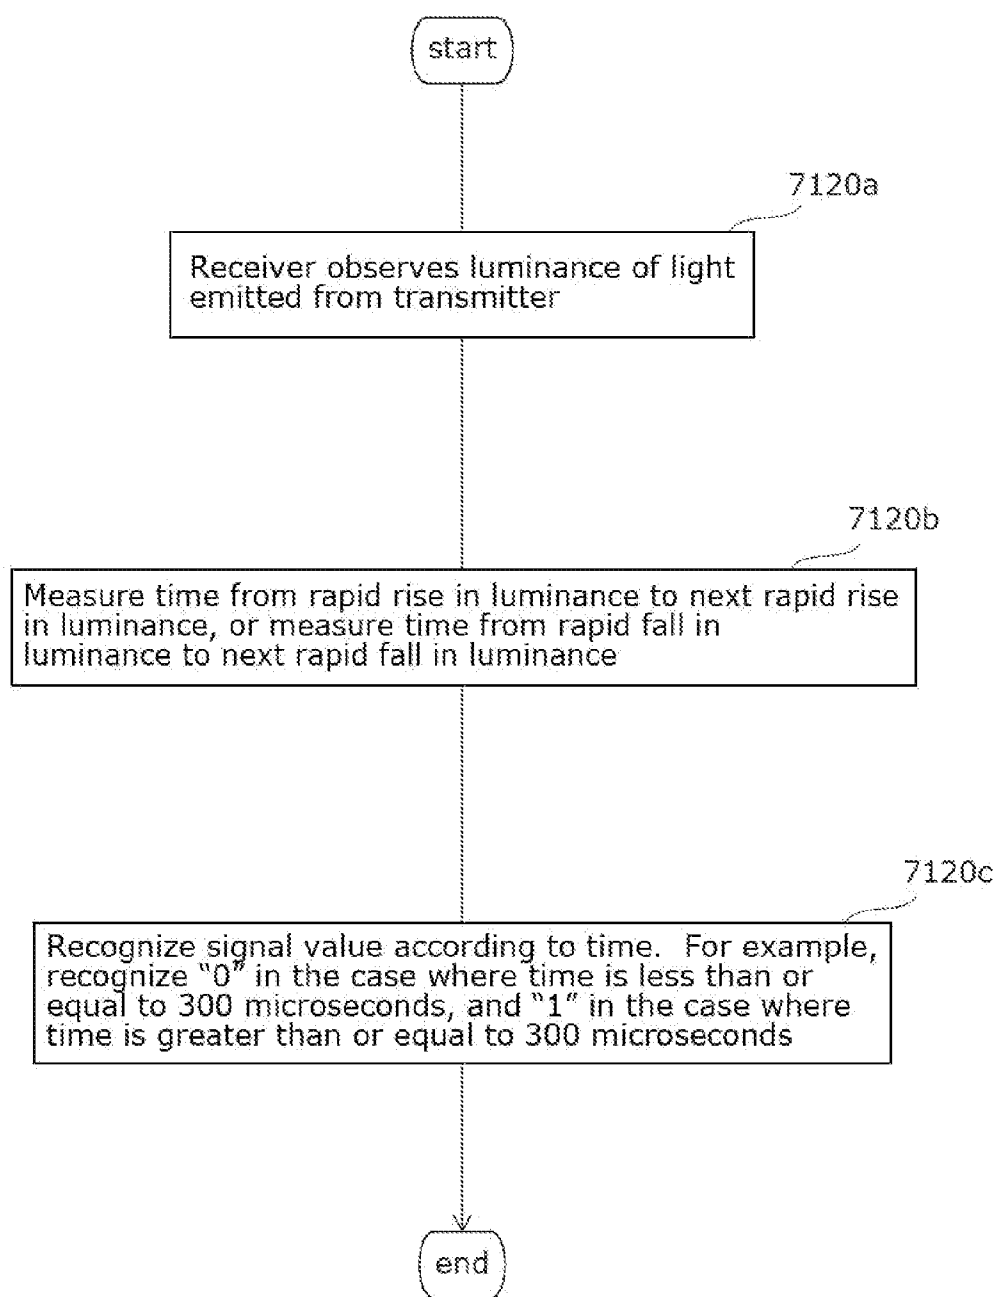 start
7120a
Receiver observes luminance of light
emitted from transmitter
7120b
Measure time from rapid rise in luminance to next rapid rise
in luminance, or measure time from rapid fall in
luminance to next rapid fall in luminance
7120c
Recognize signal value according to time.  For example,
recognize “0” in the case where time is less than or
equal to 300 microseconds, and “1” in the case where
time is greater than or equal to 300 microseconds
end